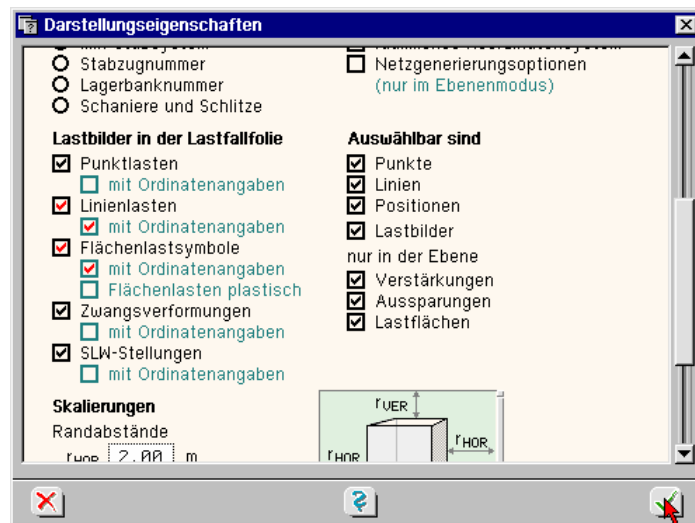 Darstellungseigenschaften
Stabzugnummer
Lagerbanknummer
Schaniere und Schlitze
Netzgenerierungsoptionen
(nur im Ebenenmodus)
Lastbilder in der Lastfallfolie
Punktlasten
mit Ordinatenangaben
Linienlasten
mit Ordinatenangaben
Flächenlastsymbole
mit Ordinatenangaben
Flächenlasten plastisch
Zwangsverformungen
mit Ordinatenangaben
SLW-Stellungen
mit Ordinatenangaben
Auswählbar sind
Punkte
Linien
Positionen
Lastbilder
nur in der Ebene
Verstärkungen
Aussparungen
Lastflächen
Skalierungen
Randabstände
rHOR 2.00 m
rVER
rHOR
rHOR